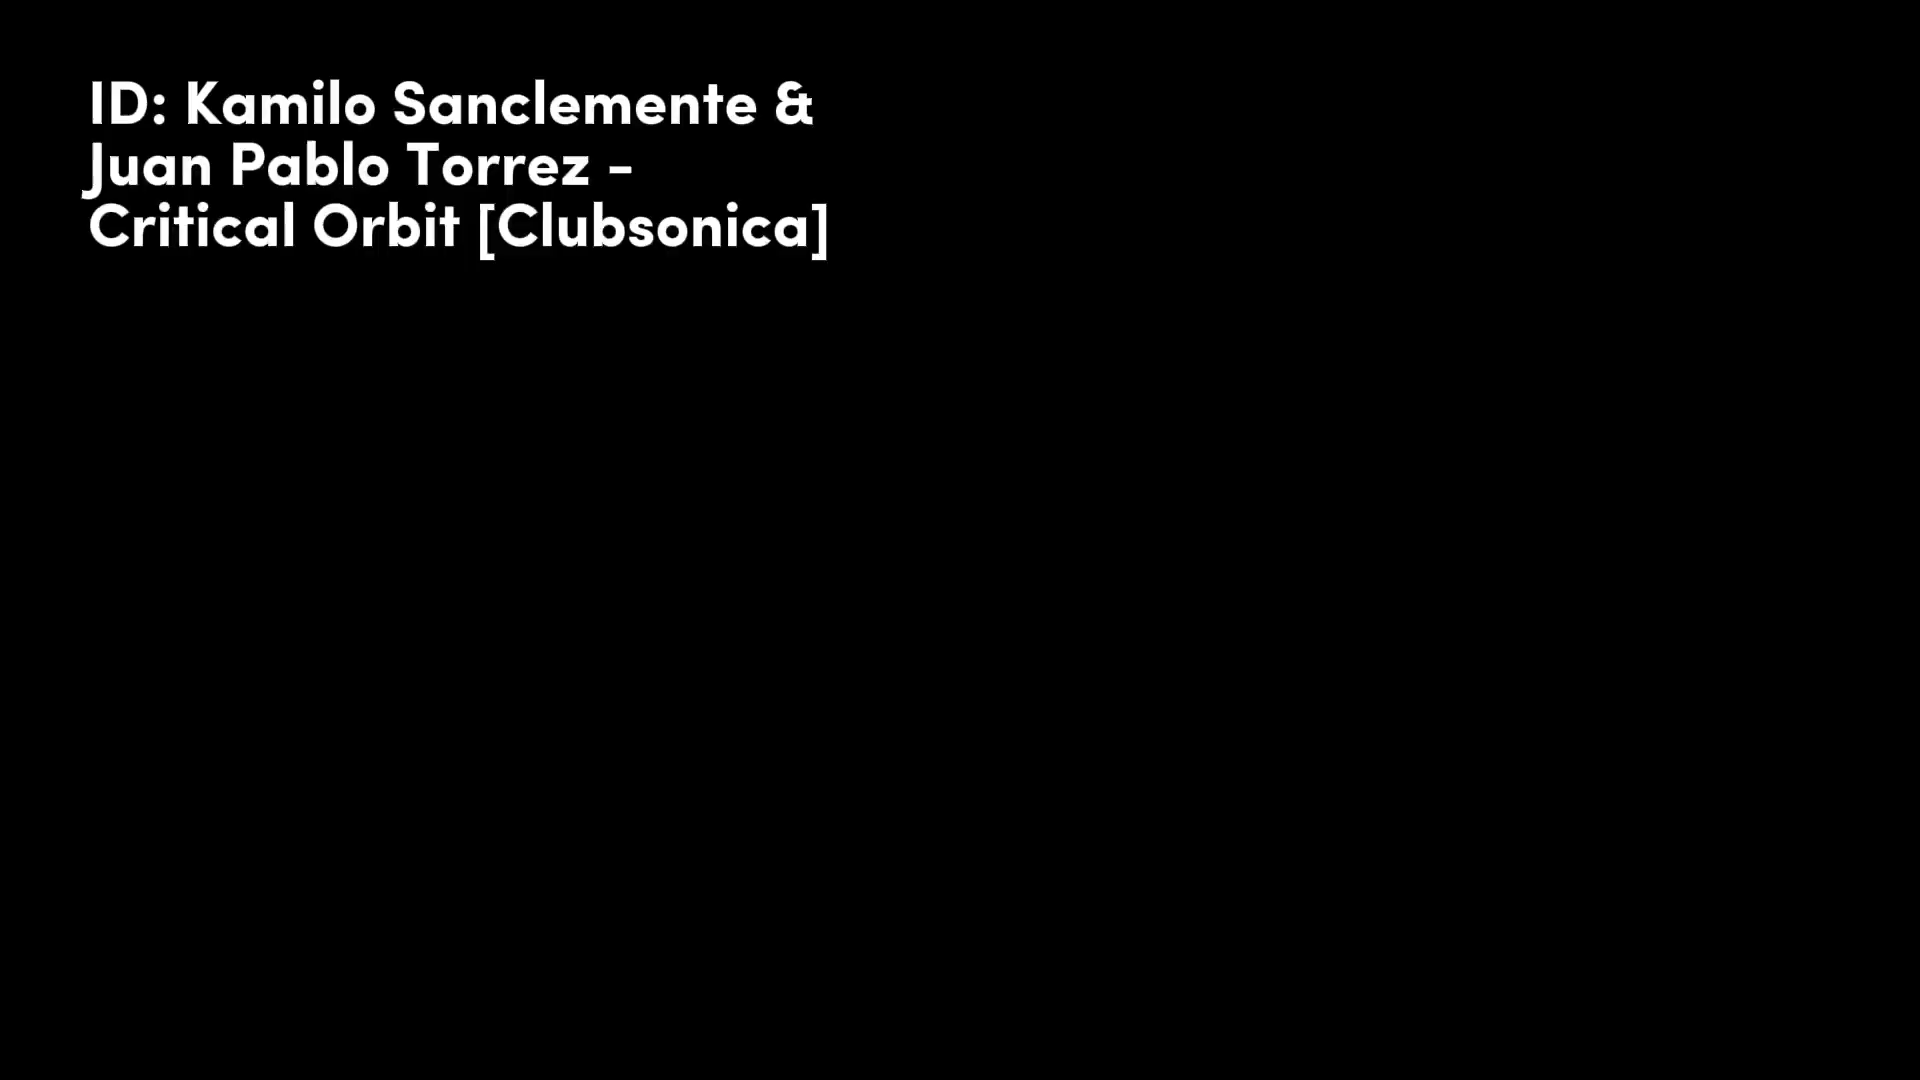 ID: Kamilo Sanclemente &
Juan Pablo Torrez -
Critical Orbit [Clubsonica]